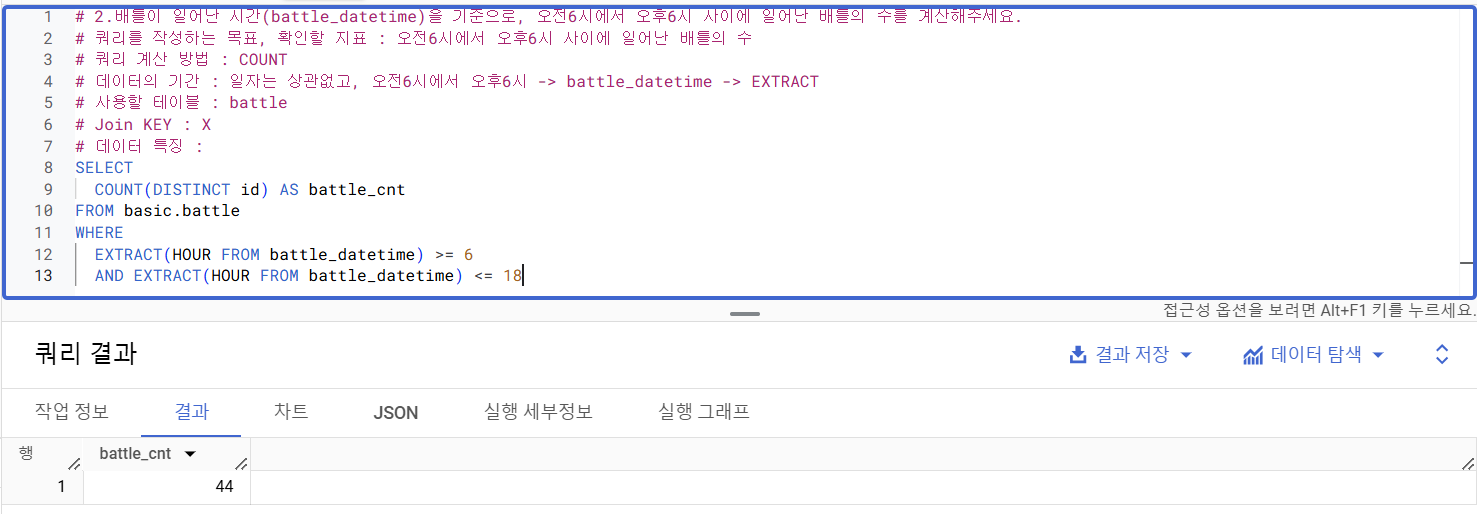 1 # 2.배틀이 일어난 시간(battle_datetime)을 기준으로, 오전6시에서 오후6시 사이에 일어난 배틀의 수를 계산해주세요.
2 # 쿼리를 작성하는 목표, 확인할 지표 : 오전6시에서 오후6시 사이에 일어난 배틀의 수
3 # 쿼리 계산 방법 : COUNT
4 # 데이터의 기간 : 일자는 상관없고, 오전6시에서 오후6시 -> battle_datetime -> EXTRACT
5 # 사용할 테이블 : battle
6 # Join KEY : X
7 # 데이터 특징 :
8 SELECT
9 COUNT(DISTINCT id) AS battle_cnt
10 FROM basic.battle
11 WHERE
12 EXTRACT(HOUR FROM battle_datetime) >= 6
13 AND EXTRACT(HOUR FROM battle_datetime) <= 18
접근성 옵션을 보려면 Alt+F1 키를 누르세요.
쿼리 결과 결과 저장 데이터 탐색
작업 정보 결과 차트 JSON 실행 세부정보 실행 그래프
행 battle_cnt
1 44